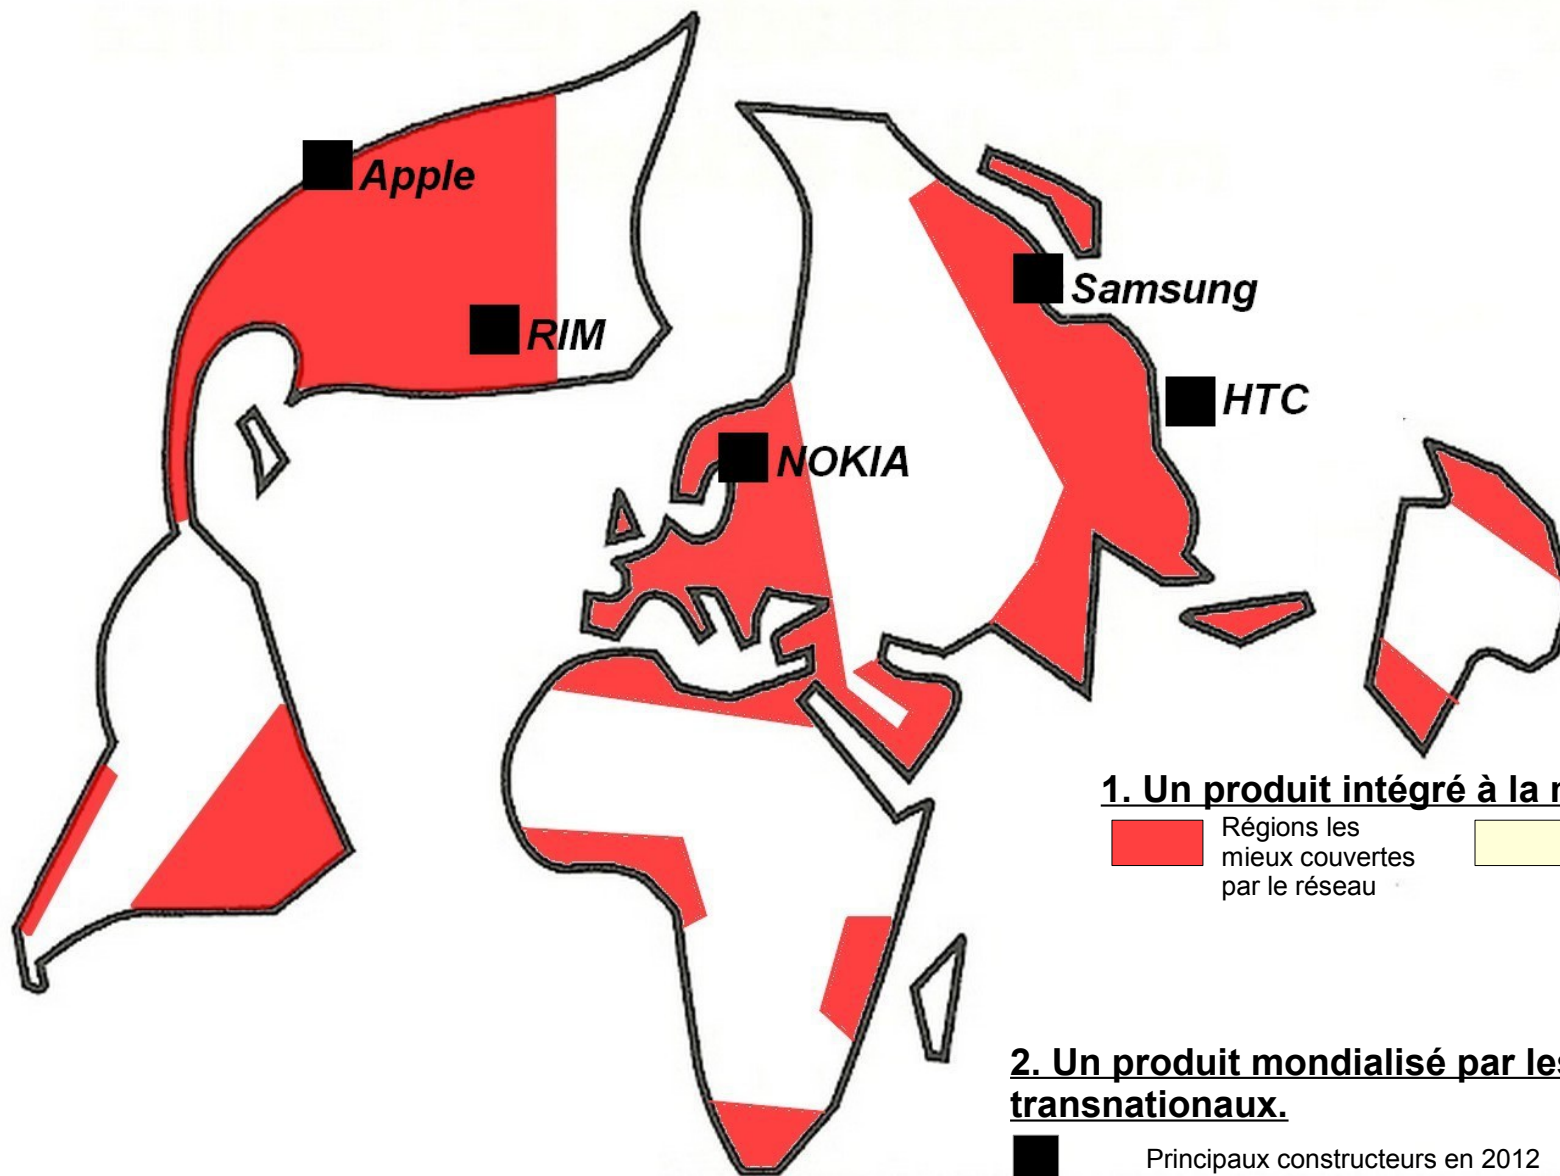 Apple
RIM
Samsung
HTC
NOKIA
1. Un produit intégré à la
Régions les
mieux couvertes
par le réseau
2. Un produit mondialisé par les
transnationaux.
Principaux constructeurs en 2012